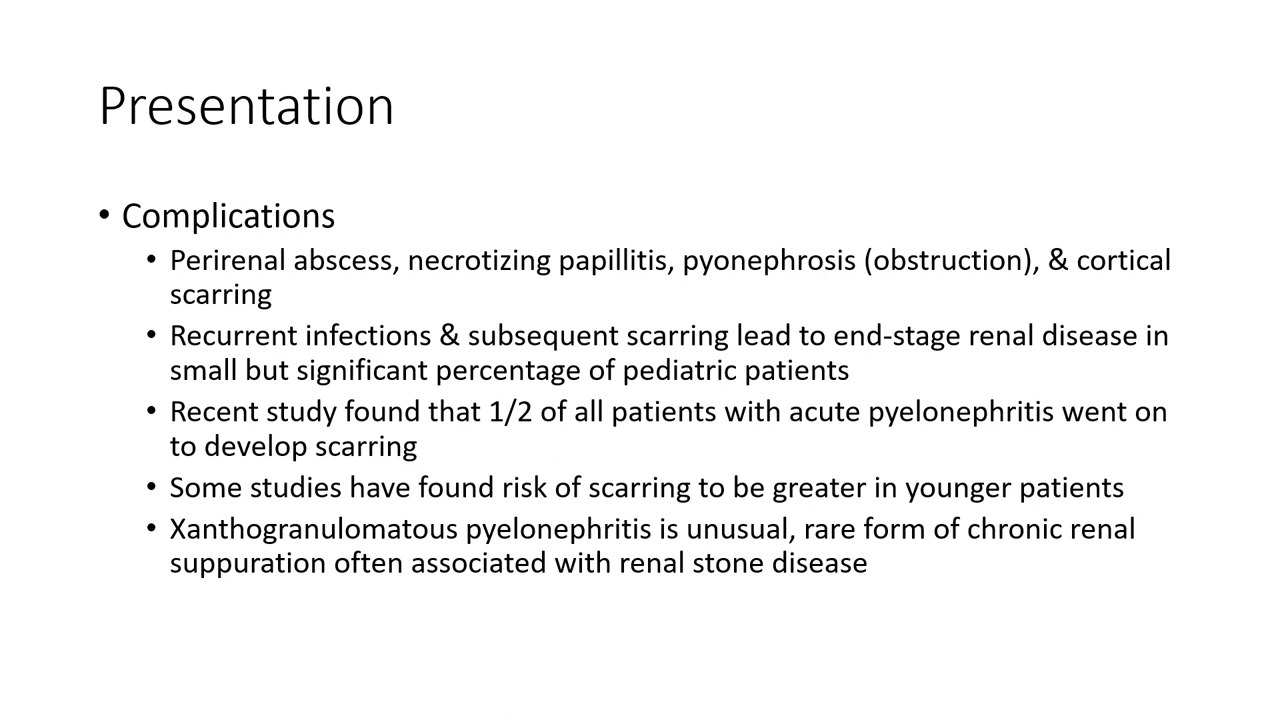 Presentation
• Complications
• Perirenal abscess, necrotizing papillitis, pyonephrosis (obstruction), & cortical
scarring
• Recurrent infections & subsequent scarring lead to end-stage renal disease in
small but significant percentage of pediatric patients
• Recent study found that 1/2 of all patients with acute pyelonephritis went on
to develop scarring
• Some studies have found risk of scarring to be greater in younger patients
• Xanthogranulomatous pyelonephritis is unusual, rare form of chronic renal
suppuration often associated with renal stone disease